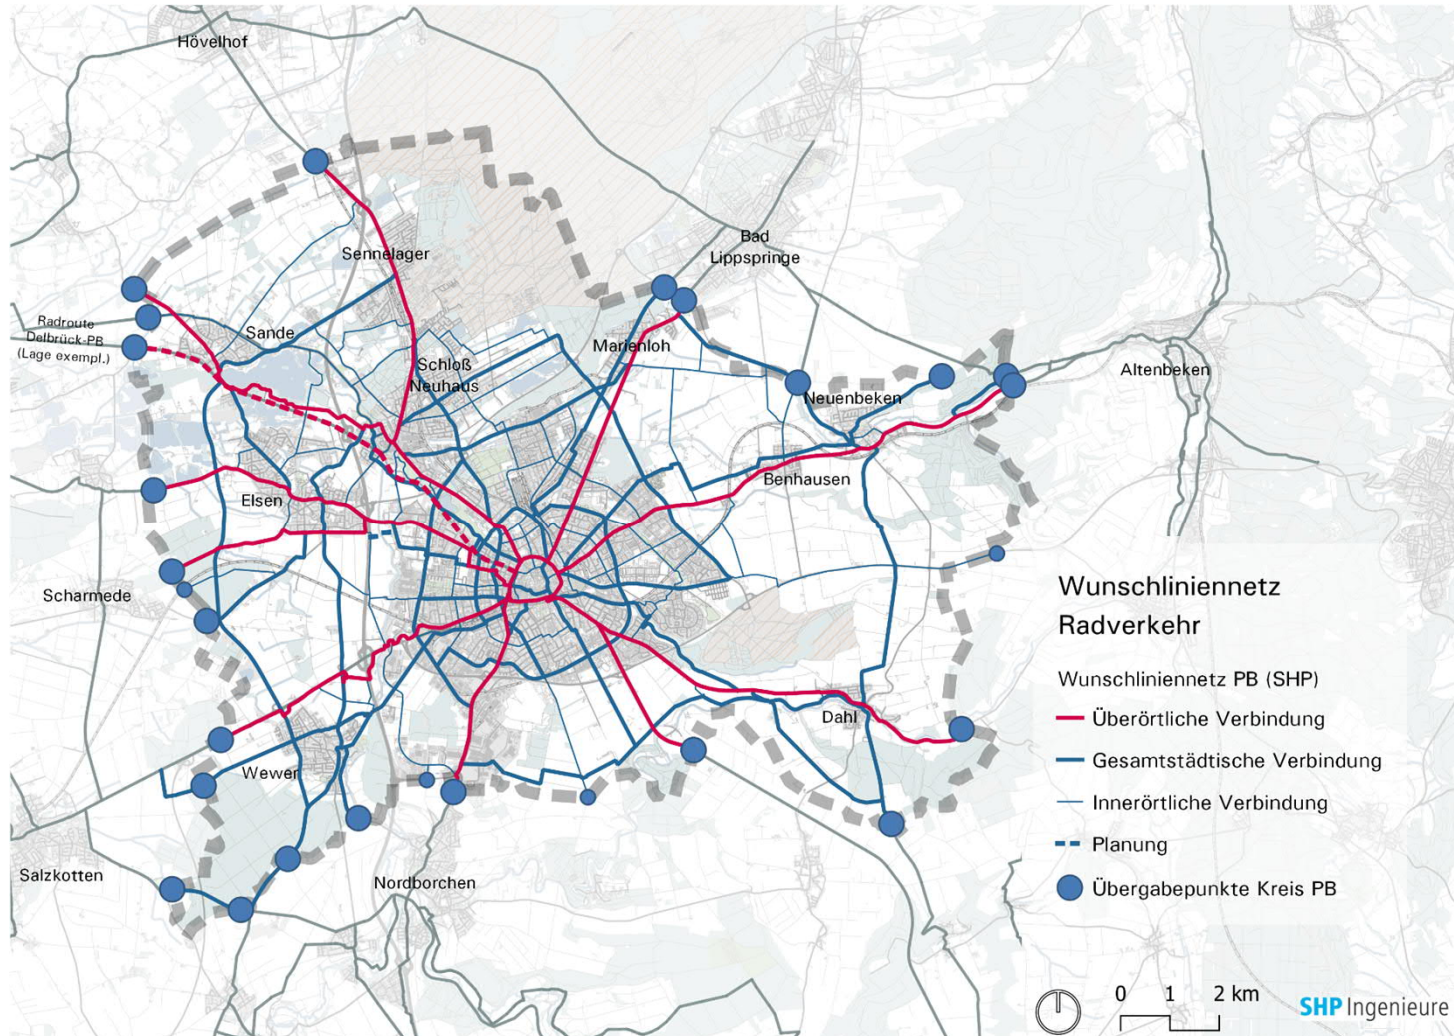 Hövelhof
Sennelager
Bad
Lippspringe
Radroute
Delbrück-PB
(Lage exempl.)
Sande
Marienloh
Schloß
Neuhaus
Altenbeken
Neuenbeken
Elsen
Benhausen
Scharmede
Dahl
Wewer
Salzkotten
Nordborchen
Wunschliniennetz
Radverkehr
Wunschliniennetz PB (SHP)
Überörtliche Verbindung
Gesamtstädtische Verbindung
Innerörtliche Verbindung
Planung
Übergabepunkte Kreis PB
0 1 2 km
SHP Ingenieure